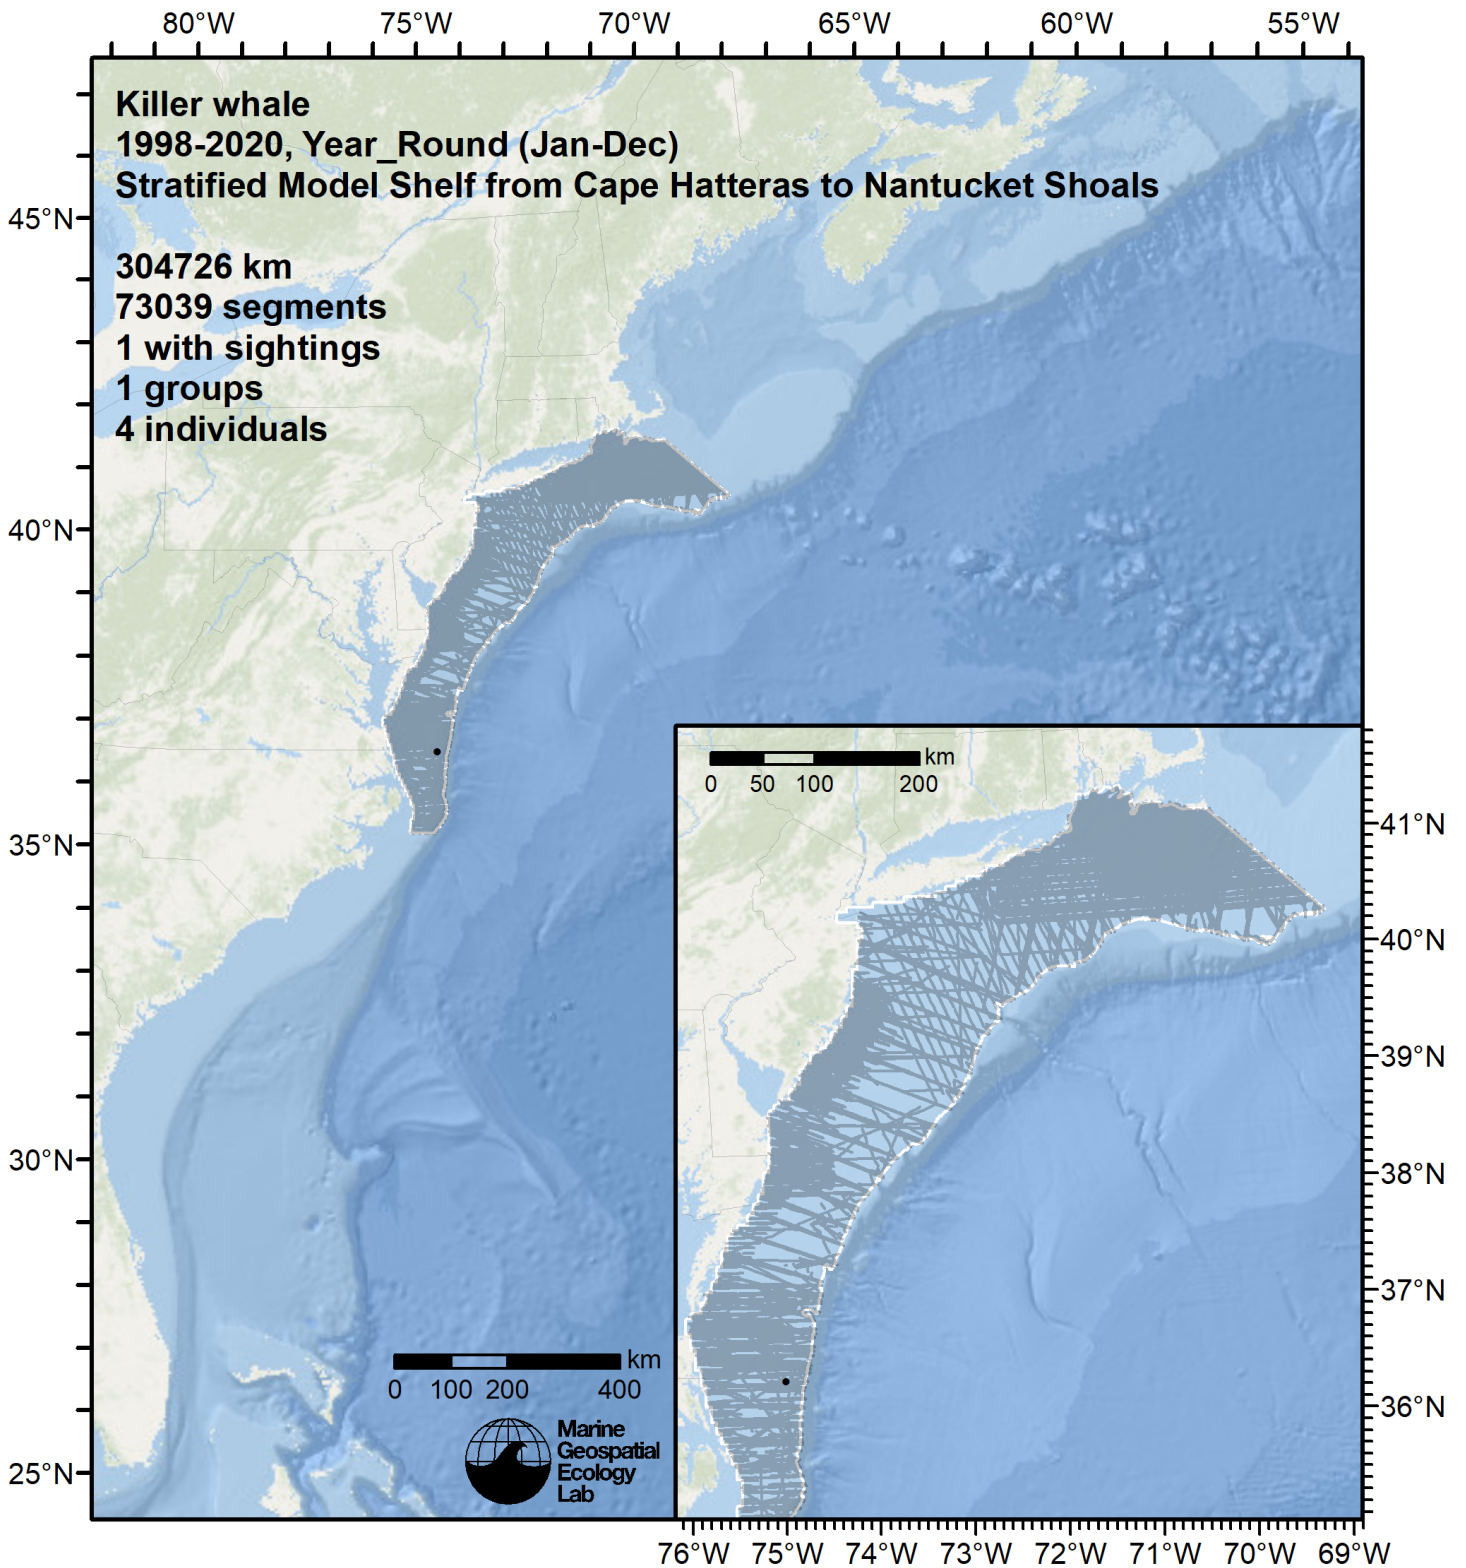 80°W 75°W 70°W 65°W 60°W 55°W
Killer whale
1998-2020, Year_Round (Jan-Dec)
Stratified Model Shelf from Cape Hatteras to Nantucket Shoals
304726 km
73039 segments
1 with sightings
1 groups
4 individuals
45°N
40°N
35°N
30°N
25°N
km
0 50 100 200
41°N
40°N
39°N
38°N
37°N
36°N
km
0 100 200 400
Marine
Geospatial
Ecology
Lab
76°W 75°W 74°W 73°W 72°W 71°W 70°W 69°W